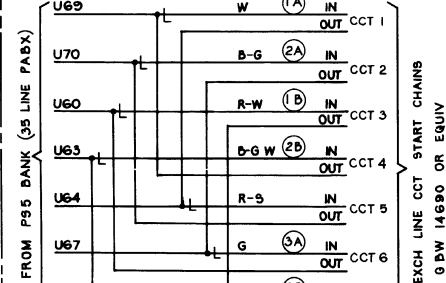 U69 W 1A IN
OUT CCT 1
U70 B-G 2A IN
OUT CCT 2
U60 R-W 1B IN
OUT CCT 3
U63 B-G W 2B IN
OUT CCT 4
U64 R-S IN
OUT CCT 5
U67 G 3A IN
OUT CCT 6
FROM P95 BANK (35 LINE PABX)
EXCH LINE CCT START CHAINS
GBW 14690 OR EQUIV